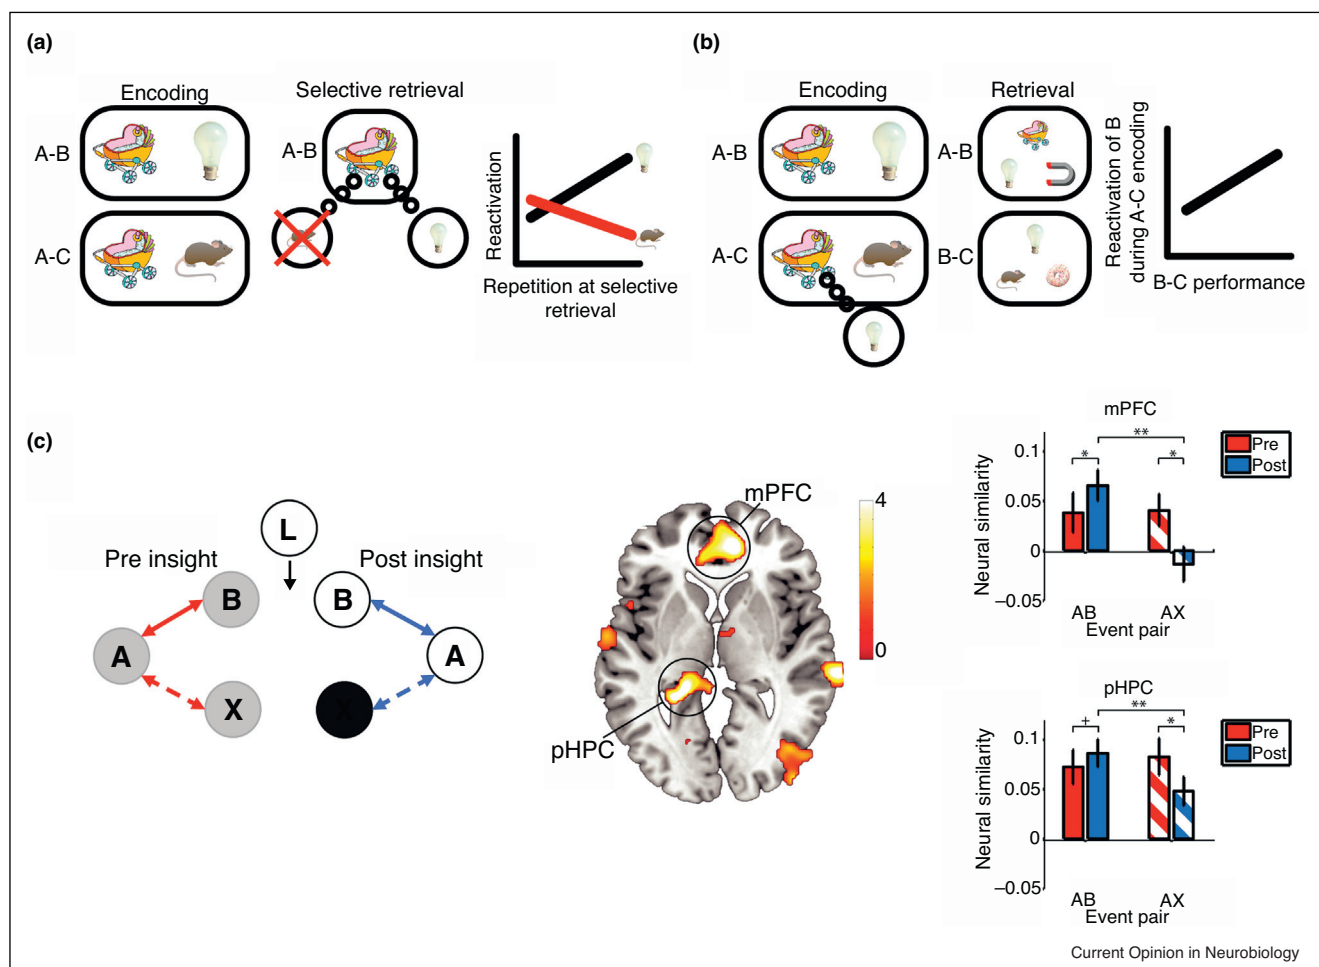 (a)
Encoding
Selective retrieval
A-B
A-B
A-C
Reactivation
Repetition at selective
retrieval
(b)
Encoding
Retrieval
A-B
A-B
A-C
B-C
Reactivation of B
during A-C encoding
B-C performance
(c)
Pre insight
L
Post insight
B
B
A
A
X
X
mPFC
pHPC
4
0
mPFC
Neural similarity
0.1
0.05
0
−0.05
*
**
*
Pre
Post
AB
AX
Event pair
pHPC
Neural similarity
0.1
0.05
0
−0.05
+
**
*
Pre
Post
AB
AX
Event pair
Current Opinion in Neurobiology